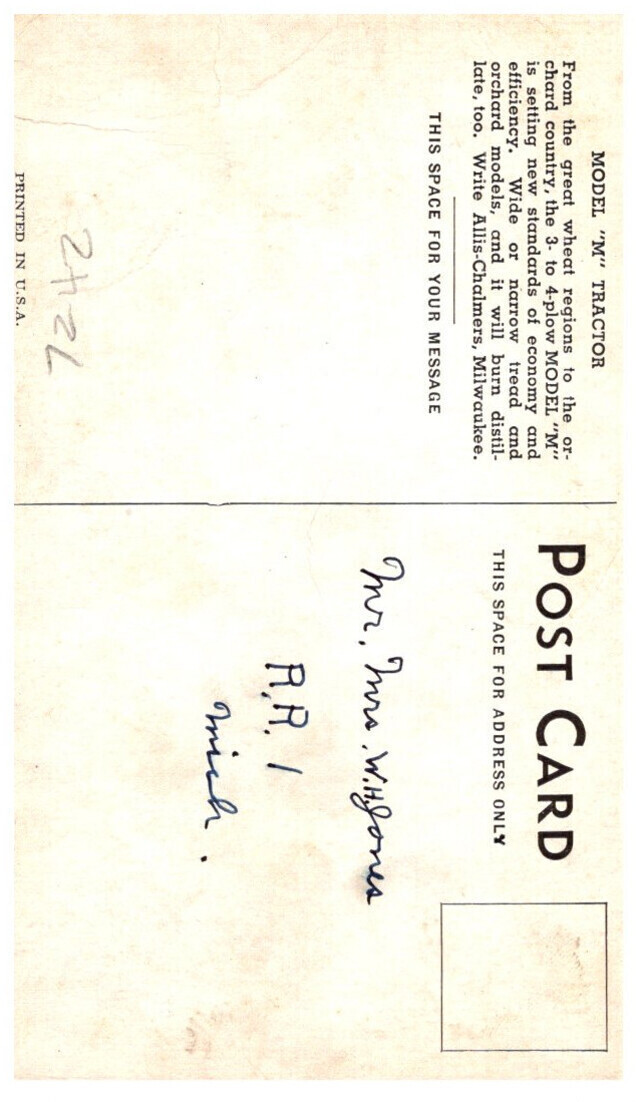 MODEL "M" TRACTOR
From the great wheat regions to the or-
chard country, the 3- to 4-plow MODEL "M"
is setting new standards of economy and
efficiency. Wide or narrow tread and
orchard models, and it will burn distil-
late, too. Write Allis-Chalmers, Milwaukee.
THIS SPACE FOR YOUR MESSAGE
PRINTED IN U.S.A.
POST CARD
THIS SPACE FOR ADDRESS ONLY
Mr. Mrs. W.H. Jones
R.R. 1
Mich.